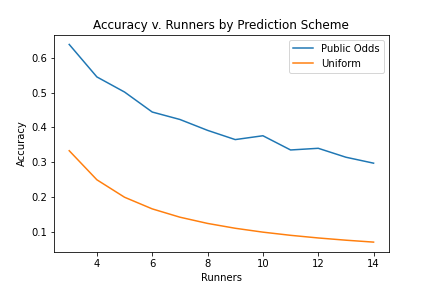 Accuracy v. Runners by Prediction Scheme
Public Odds
Uniform
0.6
0.5
0.4
0.3
0.2
0.1
Accuracy
4 6 8 10 12 14
Runners